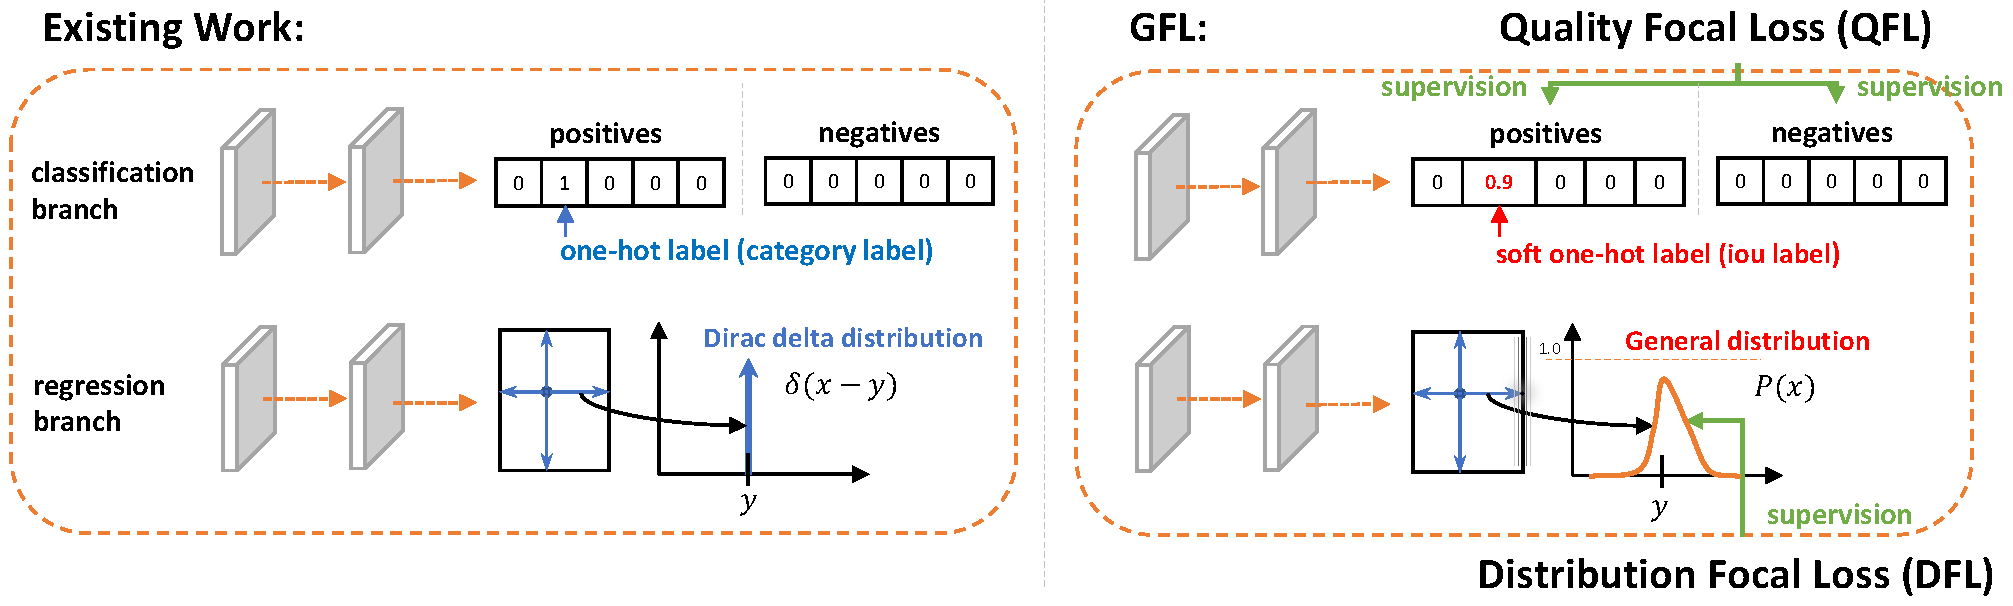 Existing Work:
classification
branch
positives
negatives
0 1 0 0 0
0 0 0 0 0
one-hot label (category label)
regression
branch
Dirac delta distribution
δ(x − y)
y
GFL:
Quality Focal Loss (QFL)
supervision
supervision
positives
negatives
0 0.9 0 0 0
0 0 0 0 0
soft one-hot label (iou label)
1.0
General distribution
P(x)
y
supervision
Distribution Focal Loss (DFL)